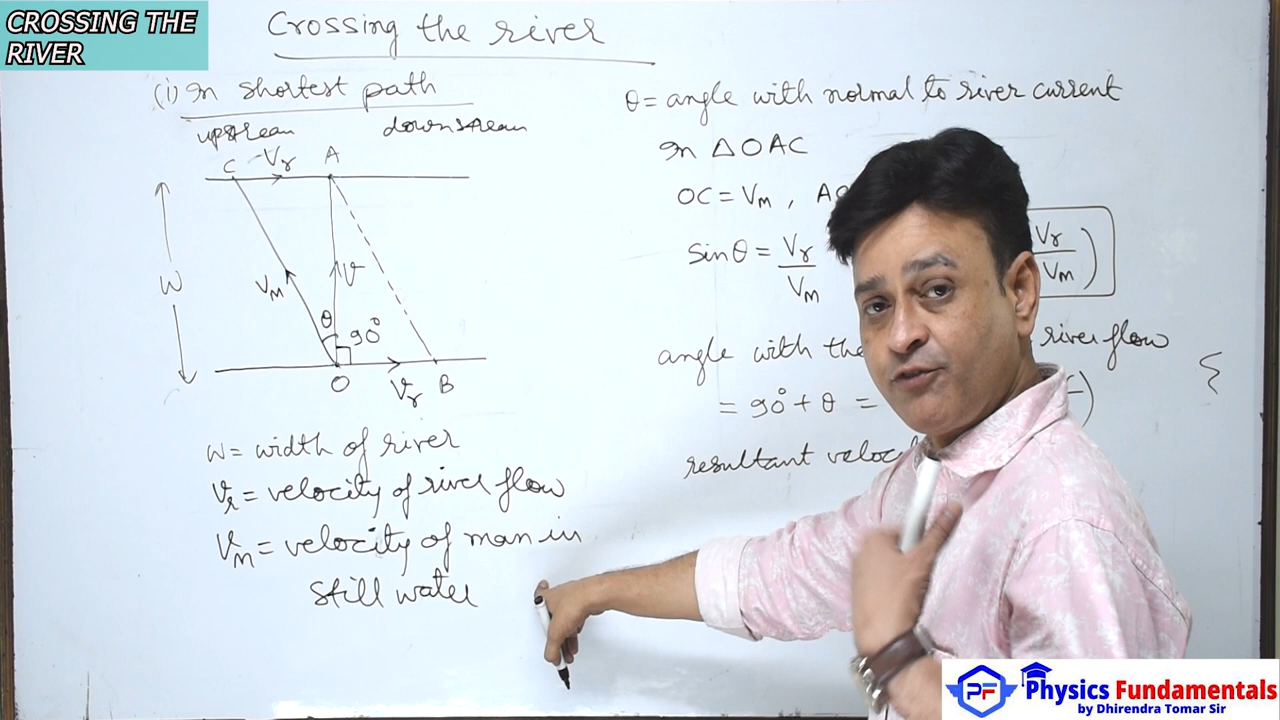 CROSSING THE
RIVER
Crossing the river
(i) In shortest path
upstream downstream
C Vr A
W
VM
V
θ
90°
O Vr B
W = width of river
Vr = velocity of river flow
VM = velocity of man in
still water
θ = angle with normal to river current
In △OAC
OC = VM ,
sinθ = Vr/VM
Vr/VM )
angle with the
river flow
= 90° + θ =
resultant
PF Physics Fundamentals
by Dhirendra Tomar Sir